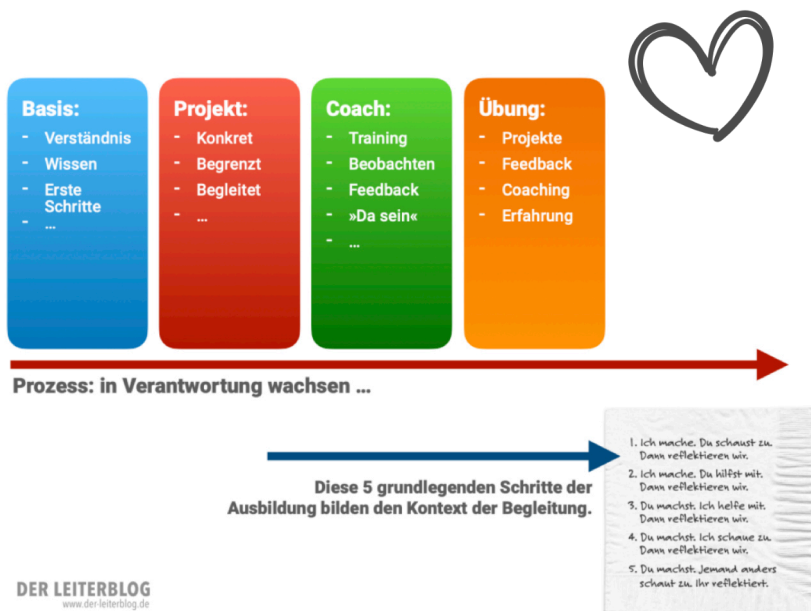 Basis:
- Verständnis
- Wissen
- Erste
Schritte
- ...
Projekt:
- Konkret
- Begrenzt
- Begleitet
- ...
Coach:
- Training
- Beobachten
- Feedback
- »Da sein«
- ...
Übung:
- Projekte
- Feedback
- Coaching
- Erfahrung
Prozess: in Verantwortung wachsen ...
Diese 5 grundlegenden Schritte der
Ausbildung bilden den Kontext der Begleitung.
1. Ich mache. Du schaust zu.
Dann reflektieren wir.
2. Ich mache. Du hilfst mit.
Dann reflektieren wir.
3. Du machst. Ich helfe mit.
Dann reflektieren wir.
4. Du machst. Ich schaue zu.
Dann reflektieren wir.
5. Du machst. Jemand anders
schaut zu. Ihr reflektiert.
DER LEITERBLOG
www.der-leiterblog.de